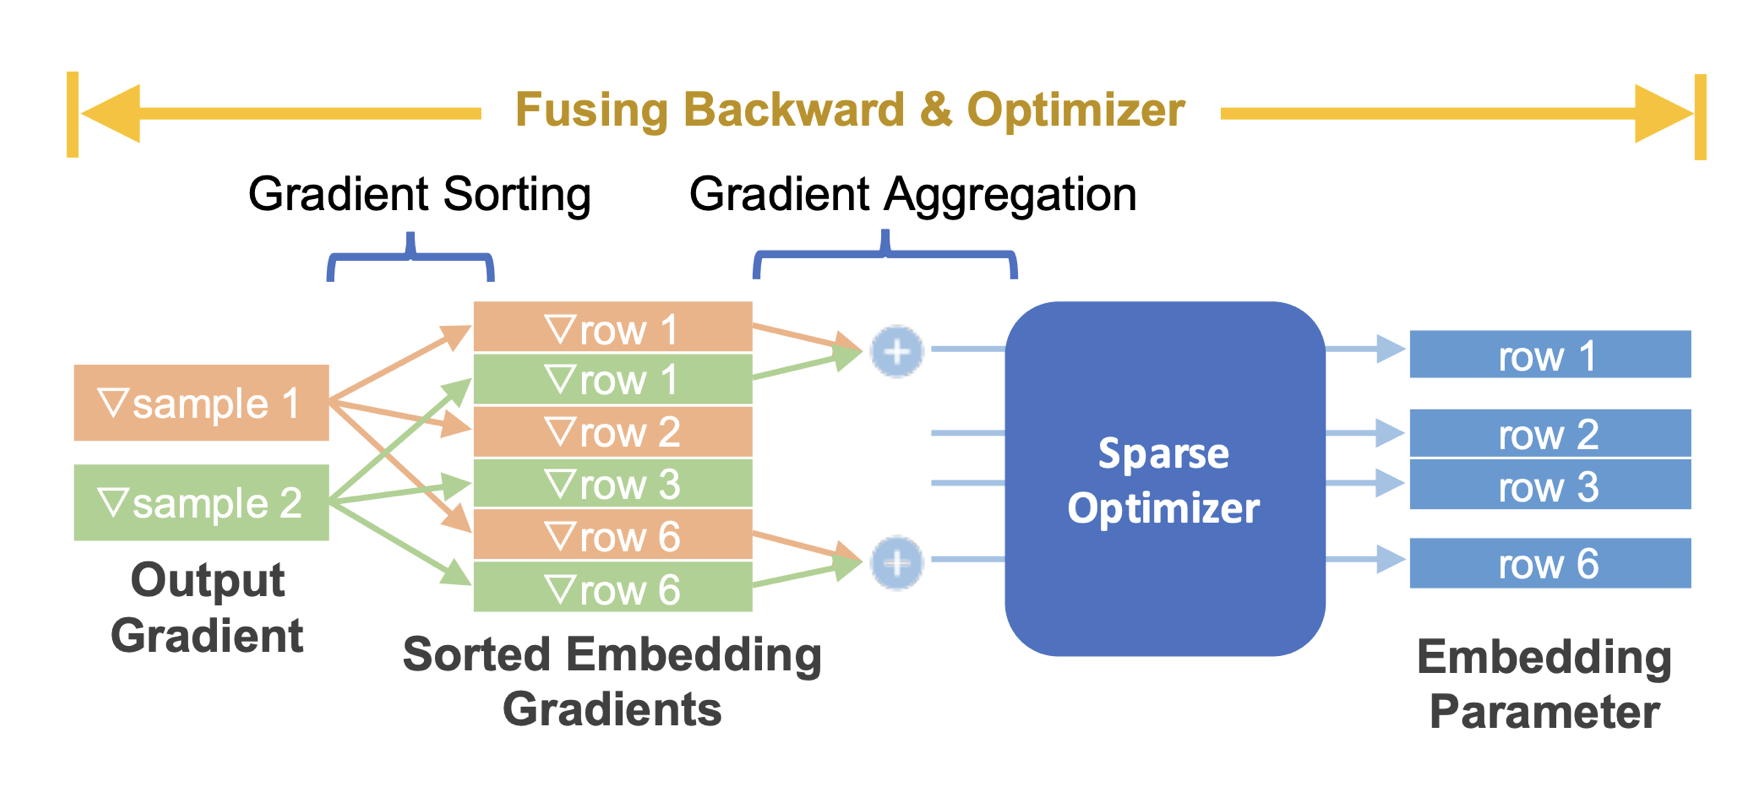 Fusing Backward & Optimizer
Gradient Sorting
Gradient Aggregation
▽sample 1
▽sample 2
Output
Gradient
▽row 1
▽row 1
▽row 2
▽row 3
▽row 6
▽row 6
Sorted Embedding
Gradients
+
+
Sparse
Optimizer
row 1
row 2
row 3
row 6
Embedding
Parameter